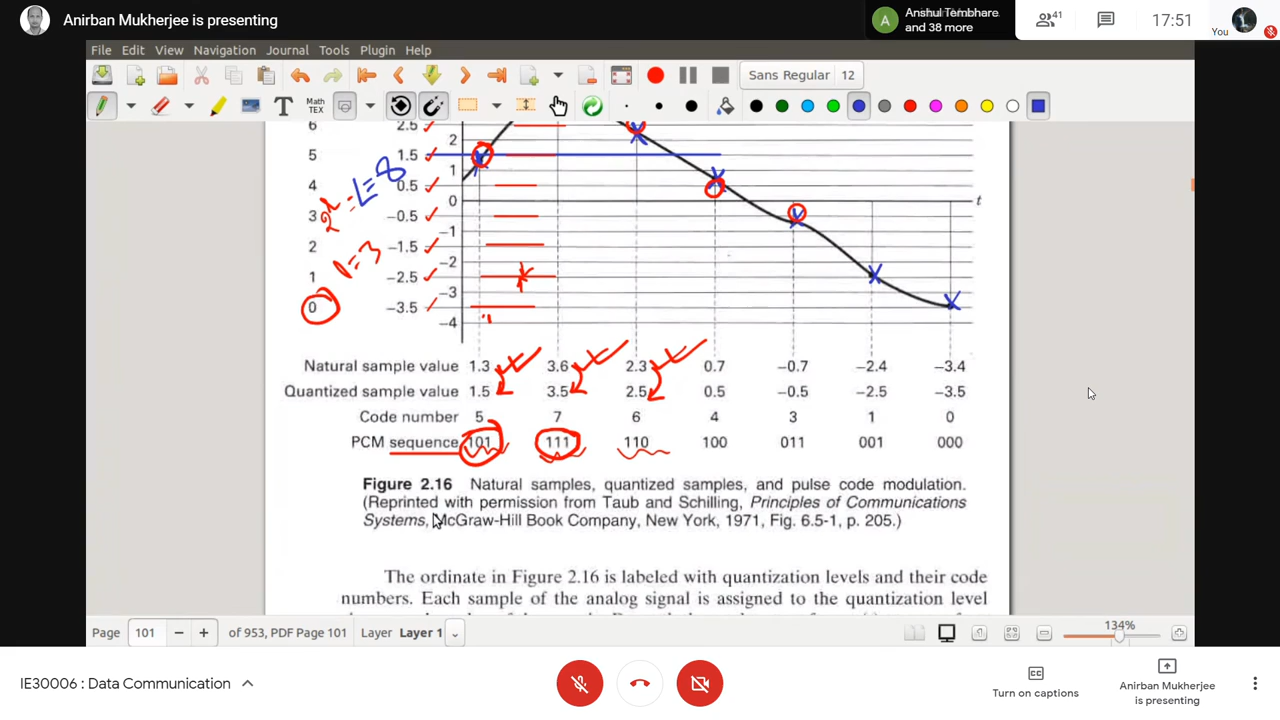 Anirban Mukherjee is presenting
A
Anshul Tembhare
and 38 more
41
17:51
You
File Edit View Navigation Journal Tools Plugin Help
Sans Regular 12
T
Math TEX
6 2.5 2
5 1.5 1
4 0.5 0 t
3 −0.5 −1
2 −1.5 −2
1 −2.5 −3
0 −3.5 −4
L=8
l=3
Natural sample value 1.3 3.6 2.3 0.7 −0.7 −2.4 −3.4
Quantized sample value 1.5 3.5 2.5 0.5 −0.5 −2.5 −3.5
Code number 5 7 6 4 3 1 0
PCM sequence 101 111 110 100 011 001 000
Figure 2.16 Natural samples, quantized samples, and pulse code modulation.
(Reprinted with permission from Taub and Schilling, Principles of Communications
Systems, McGraw-Hill Book Company, New York, 1971, Fig. 6.5-1, p. 205.)
The ordinate in Figure 2.16 is labeled with quantization levels and their code
numbers. Each sample of the analog signal is assigned to the quantization level
Page 101 − + of 953, PDF Page 101 Layer Layer 1
134%
IE30006 : Data Communication
Turn on captions
Anirban Mukherjee
is presenting